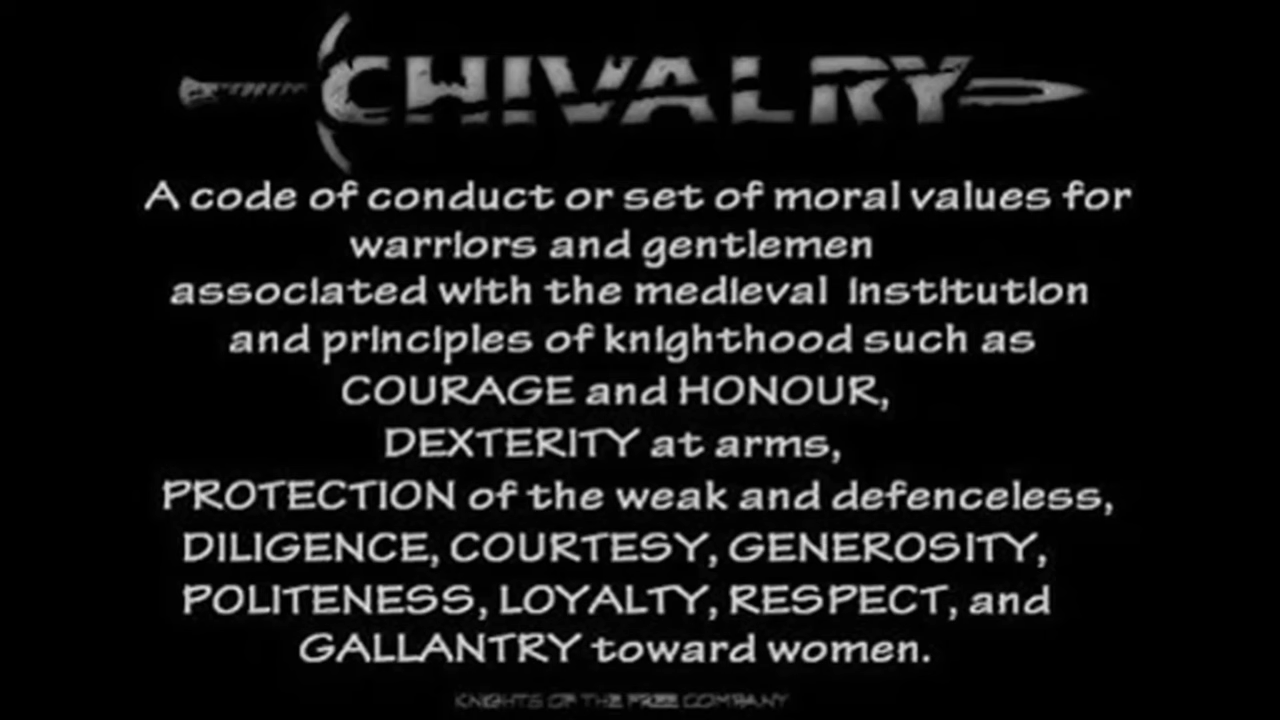 CHIVALRY
A code of conduct or set of moral values for
warriors and gentlemen
associated with the medieval institution
and principles of knighthood such as
COURAGE and HONOUR,
DEXTERITY at arms,
PROTECTION of the weak and defenceless,
DILIGENCE, COURTESY, GENEROSITY,
POLITENESS, LOYALTY, RESPECT, and
GALLANTRY toward women.
KNIGHTS OF THE FREE COMPANY